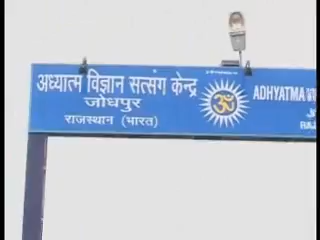 अध्यात्म विज्ञान सत्संग केन्द्र
जोधपुर
राजस्थान (भारत)
ॐ
ADHYATMA